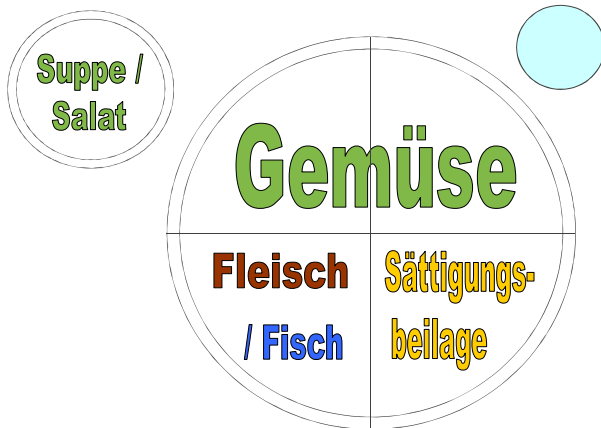 Suppe /
Salat
Gemüse
Fleisch
/ Fisch
Sättigungs-
beilage